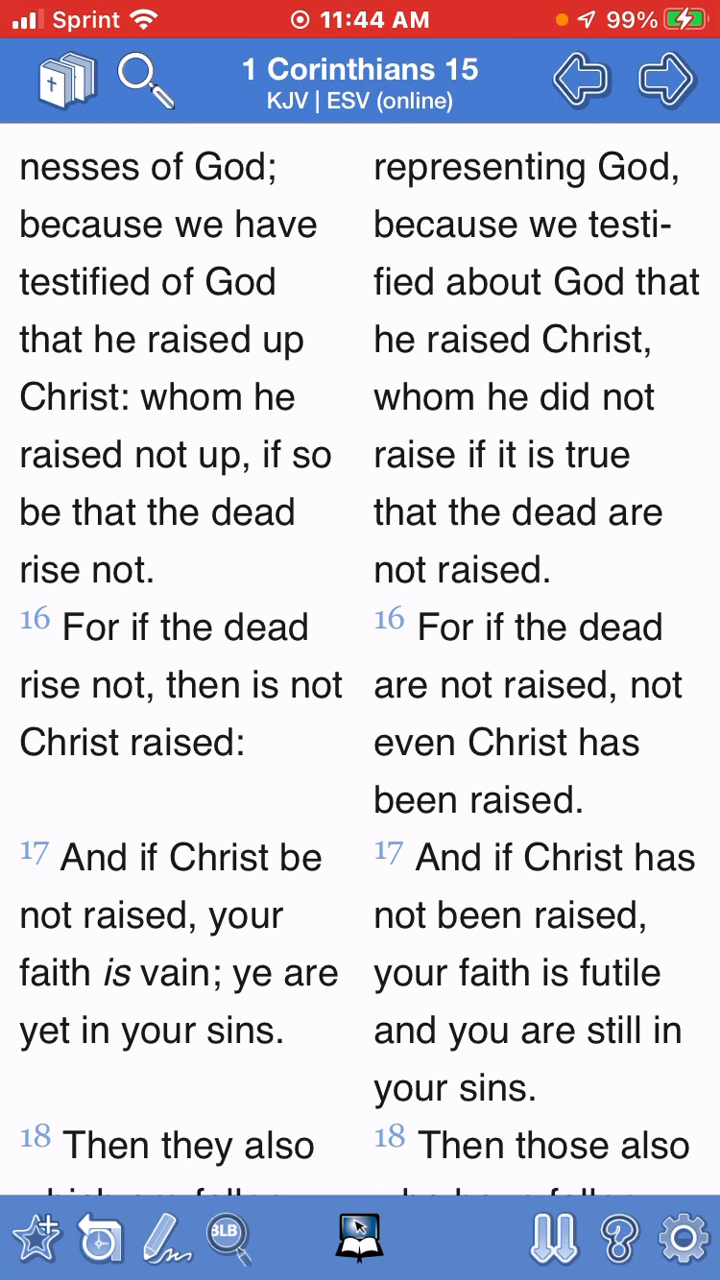 Sprint 11:44 AM 99%
1 Corinthians 15
KJV | ESV (online)
nesses of God;
because we have
testified of God
that he raised up
Christ: whom he
raised not up, if so
be that the dead
rise not.
16 For if the dead
rise not, then is not
Christ raised:
17 And if Christ be
not raised, your
faith is vain; ye are
yet in your sins.
18 Then they also
representing God,
because we testi-
fied about God that
he raised Christ,
whom he did not
raise if it is true
that the dead are
not raised.
16 For if the dead
are not raised, not
even Christ has
been raised.
17 And if Christ has
not been raised,
your faith is futile
and you are still in
your sins.
18 Then those also
BLB